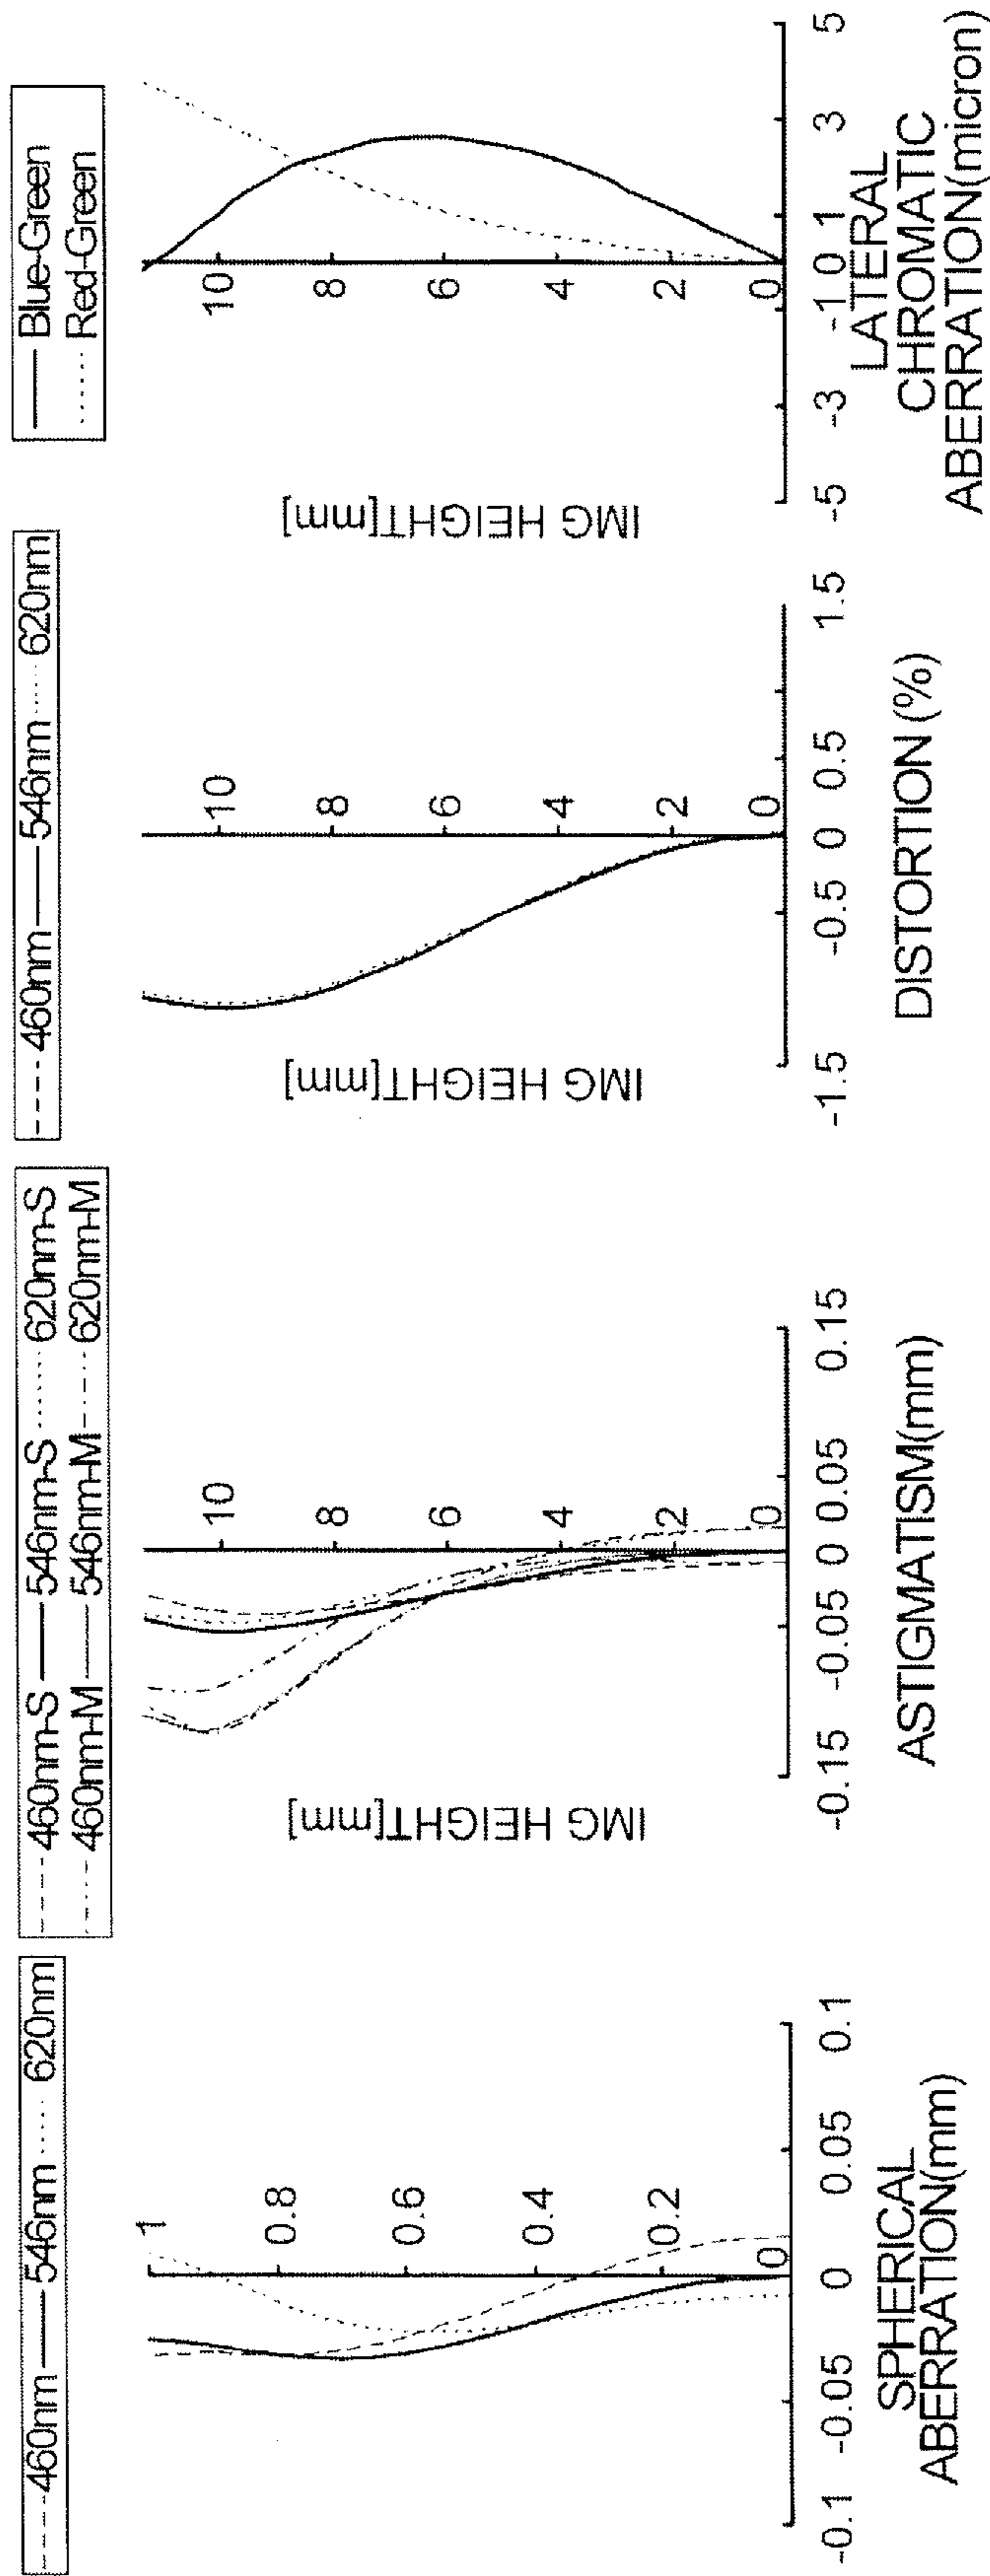 460nm 546nm 620nm
1
0.8
0.6
0.4
0.2
0
-0.1 -0.05 0 0.05 0.1
SPHERICAL
ABERRATION(mm)
460nm-S 546nm-S 620nm-S
460nm-M 546nm-M 620nm-M
IMG HEIGHT[mm]
10
8
6
4
2
0
-0.15 -0.05 0 0.05 0.15
ASTIGMATISM(mm)
460nm 546nm 620nm
IMG HEIGHT[mm]
10
8
6
4
2
0
-1.5 -0.5 0 0.5 1.5
DISTORTION (%)
Blue-Green
Red-Green
IMG HEIGHT[mm]
10
8
6
4
2
0
-5 -3 -1 0 1 3 5
LATERAL
CHROMATIC
ABERRATION(micron)